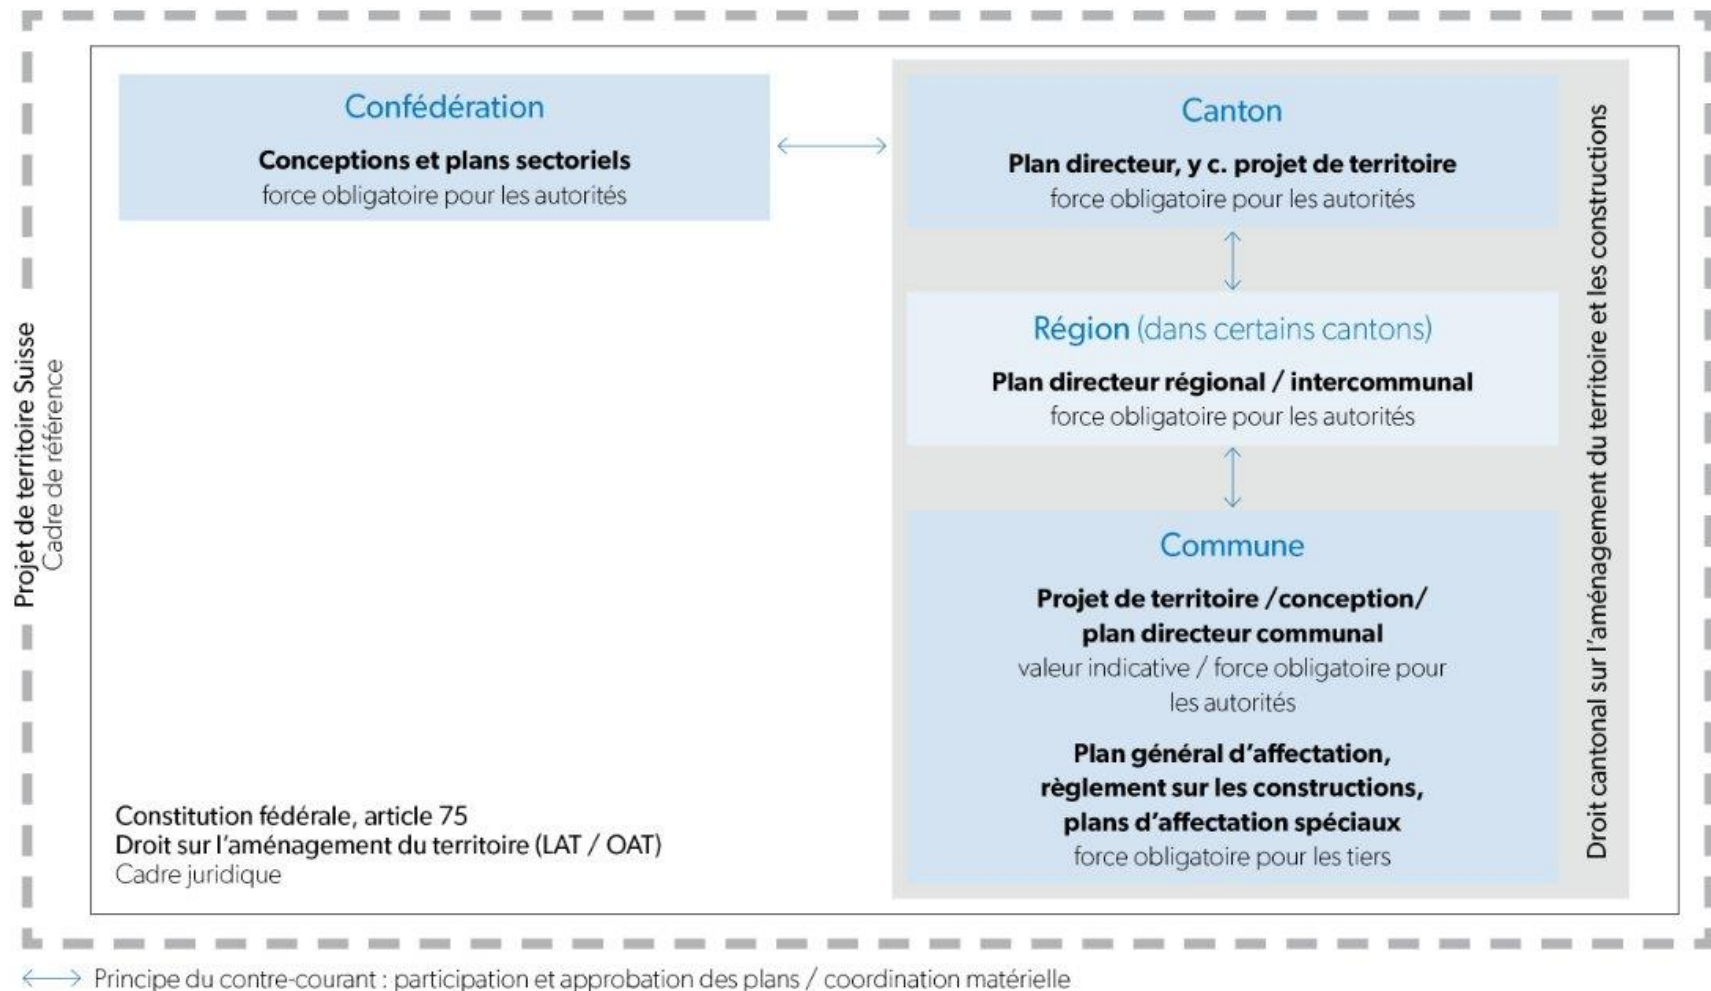 Projet de territoire Suisse
Cadre de référence
Confédération
Conceptions et plans sectoriels
force obligatoire pour les autorités
Canton
Plan directeur, y c. projet de territoire
force obligatoire pour les autorités
Région (dans certains cantons)
Plan directeur régional / intercommunal
force obligatoire pour les autorités
Commune
Projet de territoire /conception/
plan directeur communal
valeur indicative / force obligatoire pour
les autorités
Plan général d'affectation,
règlement sur les constructions,
plans d'affectation spéciaux
force obligatoire pour les tiers
Droit cantonal sur l'aménagement du territoire et les constructions
Constitution fédérale, article 75
Droit sur l'aménagement du territoire (LAT / OAT)
Cadre juridique
Principe du contre-courant : participation et approbation des plans / coordination matérielle